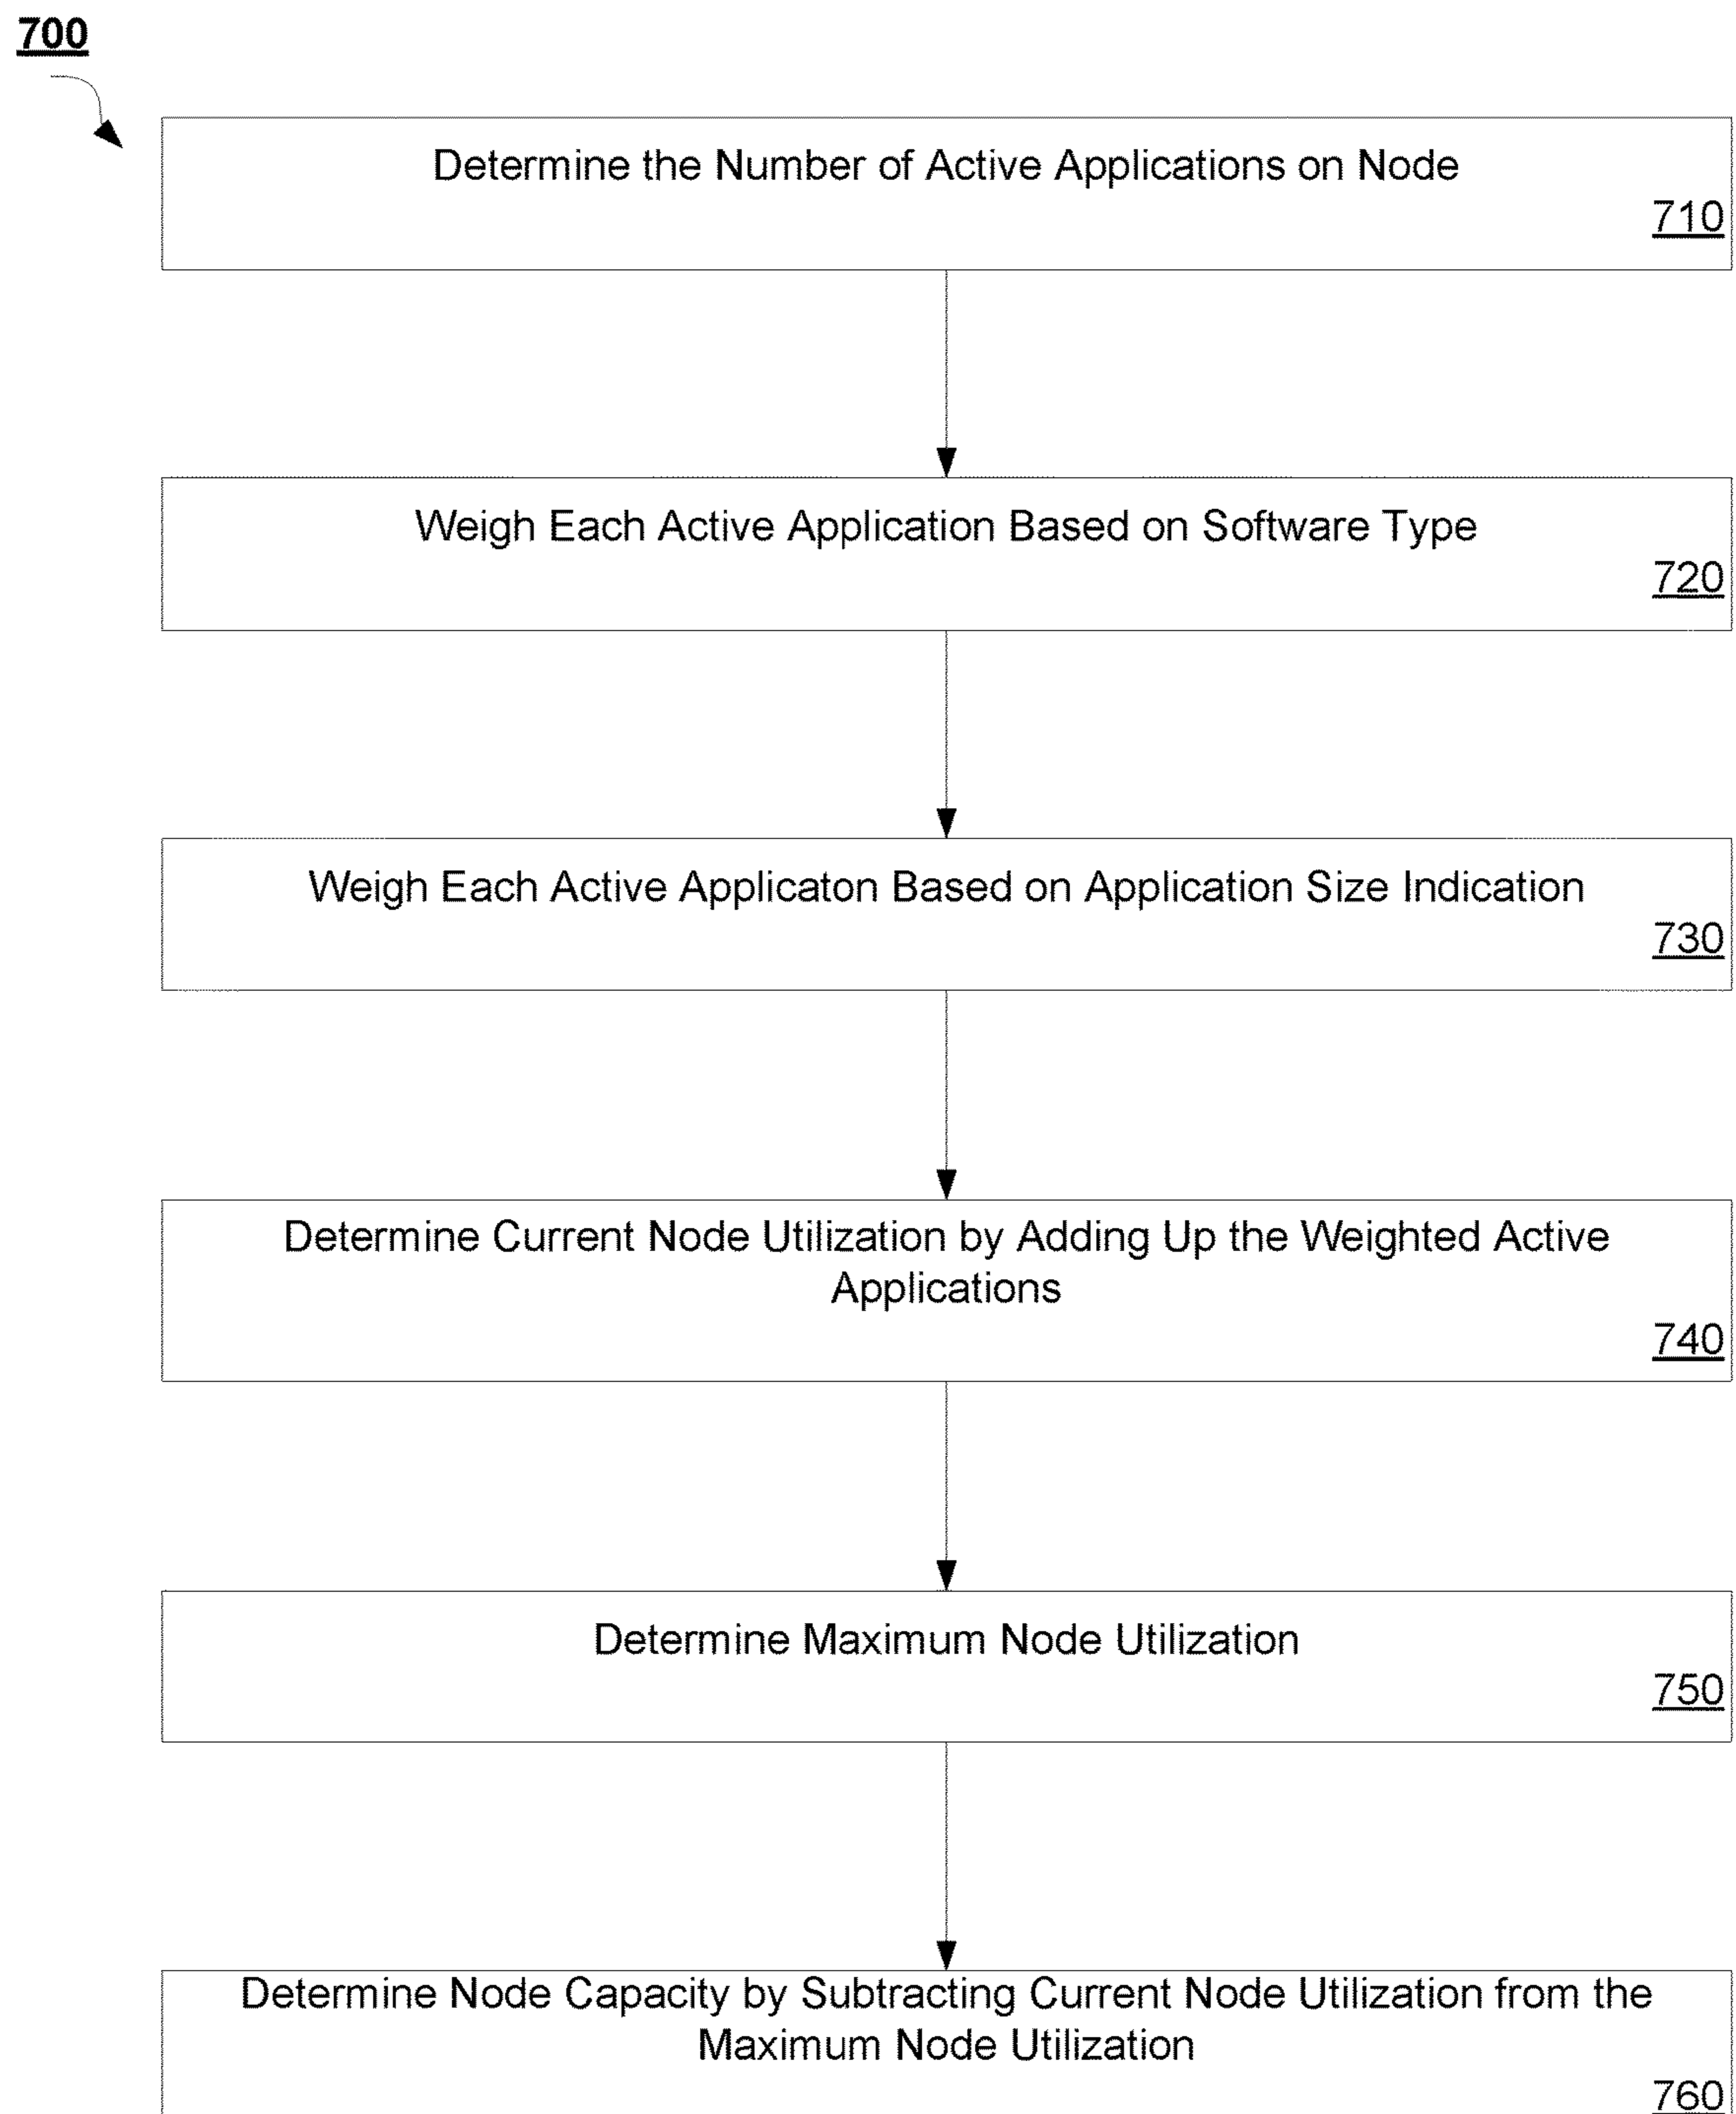 700
Determine the Number of Active Applications on Node
710
Weigh Each Active Application Based on Software Type
720
Weigh Each Active Applicaton Based on Application Size Indication
730
Determine Current Node Utilization by Adding Up the Weighted Active
Applications
740
Determine Maximum Node Utilization
750
Determine Node Capacity by Subtracting Current Node Utilization from the
Maximum Node Utilization
760